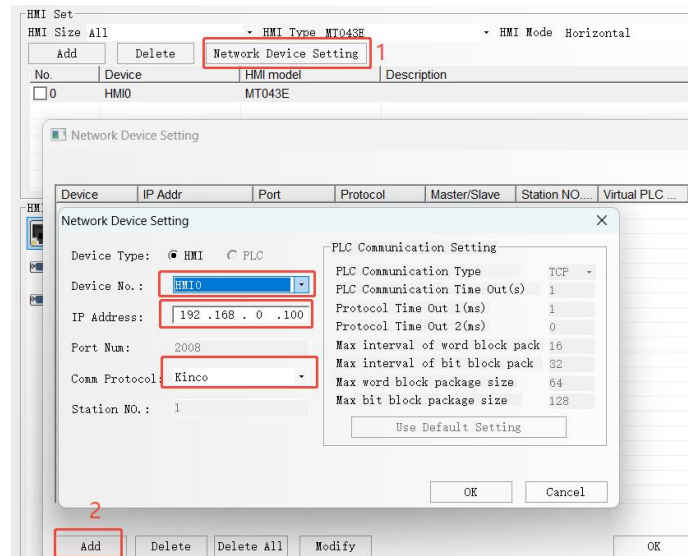 HMI Set
HMI Size All HMI Type MT043E HMI Mode Horizontal
Add Delete Network Device Setting 1
No. Device HMI model Description
0 HMI0 MT043E
Network Device Setting
Device IP Addr Port Protocol Master/Slave Station NO.... Virtual PLC ...
HM
Network Device Setting
Device Type: HMI PLC
Device No.: HMI0
IP Address: 192 .168 . 0 .100
Port Num: 2008
Comm Protocol: Kinco
Station NO.: 1
PLC Communication Setting
PLC Communication Type TCP
PLC Communication Time Out(s) 1
Protocol Time Out 1(ms) 1
Protocol Time Out 2(ms) 0
Max interval of word block pack 16
Max interval of bit block pack 32
Max word block package size 64
Max bit block package size 128
Use Default Setting
OK Cancel
2
Add Delete Delete All Modify OK